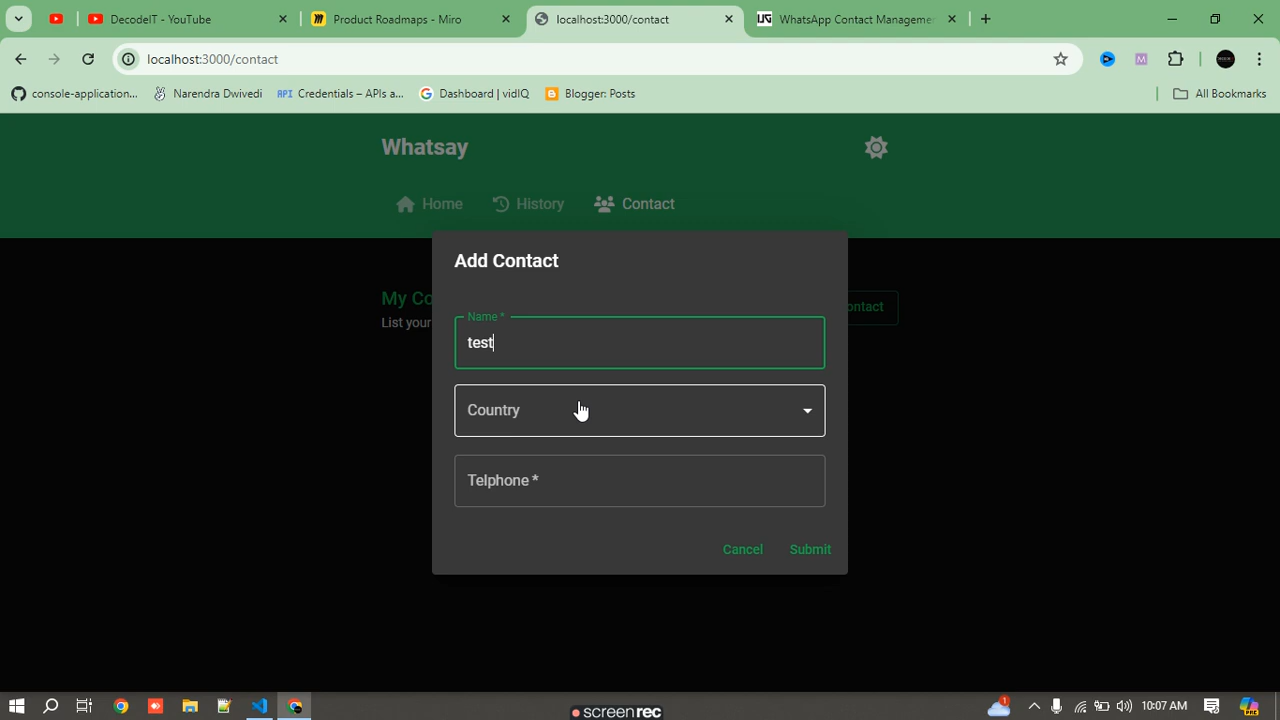 DecodeIT - YouTube
Product Roadmaps - Miro
localhost:3000/contact
WhatsApp Contact Manageme
localhost:3000/contact
console-application...
Narendra Dwivedi
API Credentials – APIs a...
Dashboard | vidIQ
Blogger: Posts
All Bookmarks
Whatsay
Home
History
Contact
Add Contact
My Co
ontact
List your
Name *
test
Country
Telphone *
Cancel
Submit
1
10:07 AM
PRE
screenrec